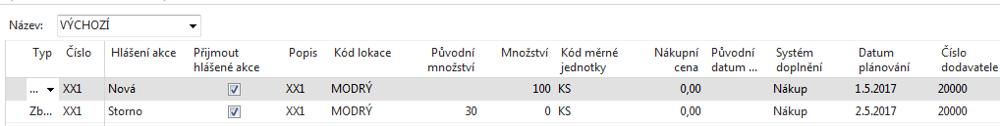 Název: VÝCHOZÍ
Typ Číslo Hlášení akce Přijmout hlášené akce Popis Kód lokace Původní množství Množství Kód měrné jednotky Nákupní cena Původní datum ... Systém doplnění Datum plánování Číslo dodavatele
... XX1 Nová XX1 MODRÝ 100 KS 0,00 Nákup 1.5.2017 20000
Zb... XX1 Storno XX1 MODRÝ 30 0 KS 0,00 Nákup 2.5.2017 20000